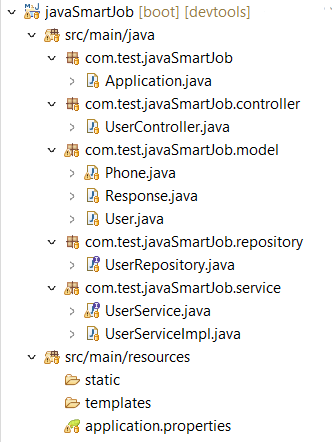 javaSmartJob [boot] [devtools]
src/main/java
com.test.javaSmartJob
Application.java
com.test.javaSmartJob.controller
UserController.java
com.test.javaSmartJob.model
Phone.java
Response.java
User.java
com.test.javaSmartJob.repository
UserRepository.java
com.test.javaSmartJob.service
UserService.java
UserServiceImpl.java
src/main/resources
static
templates
application.properties